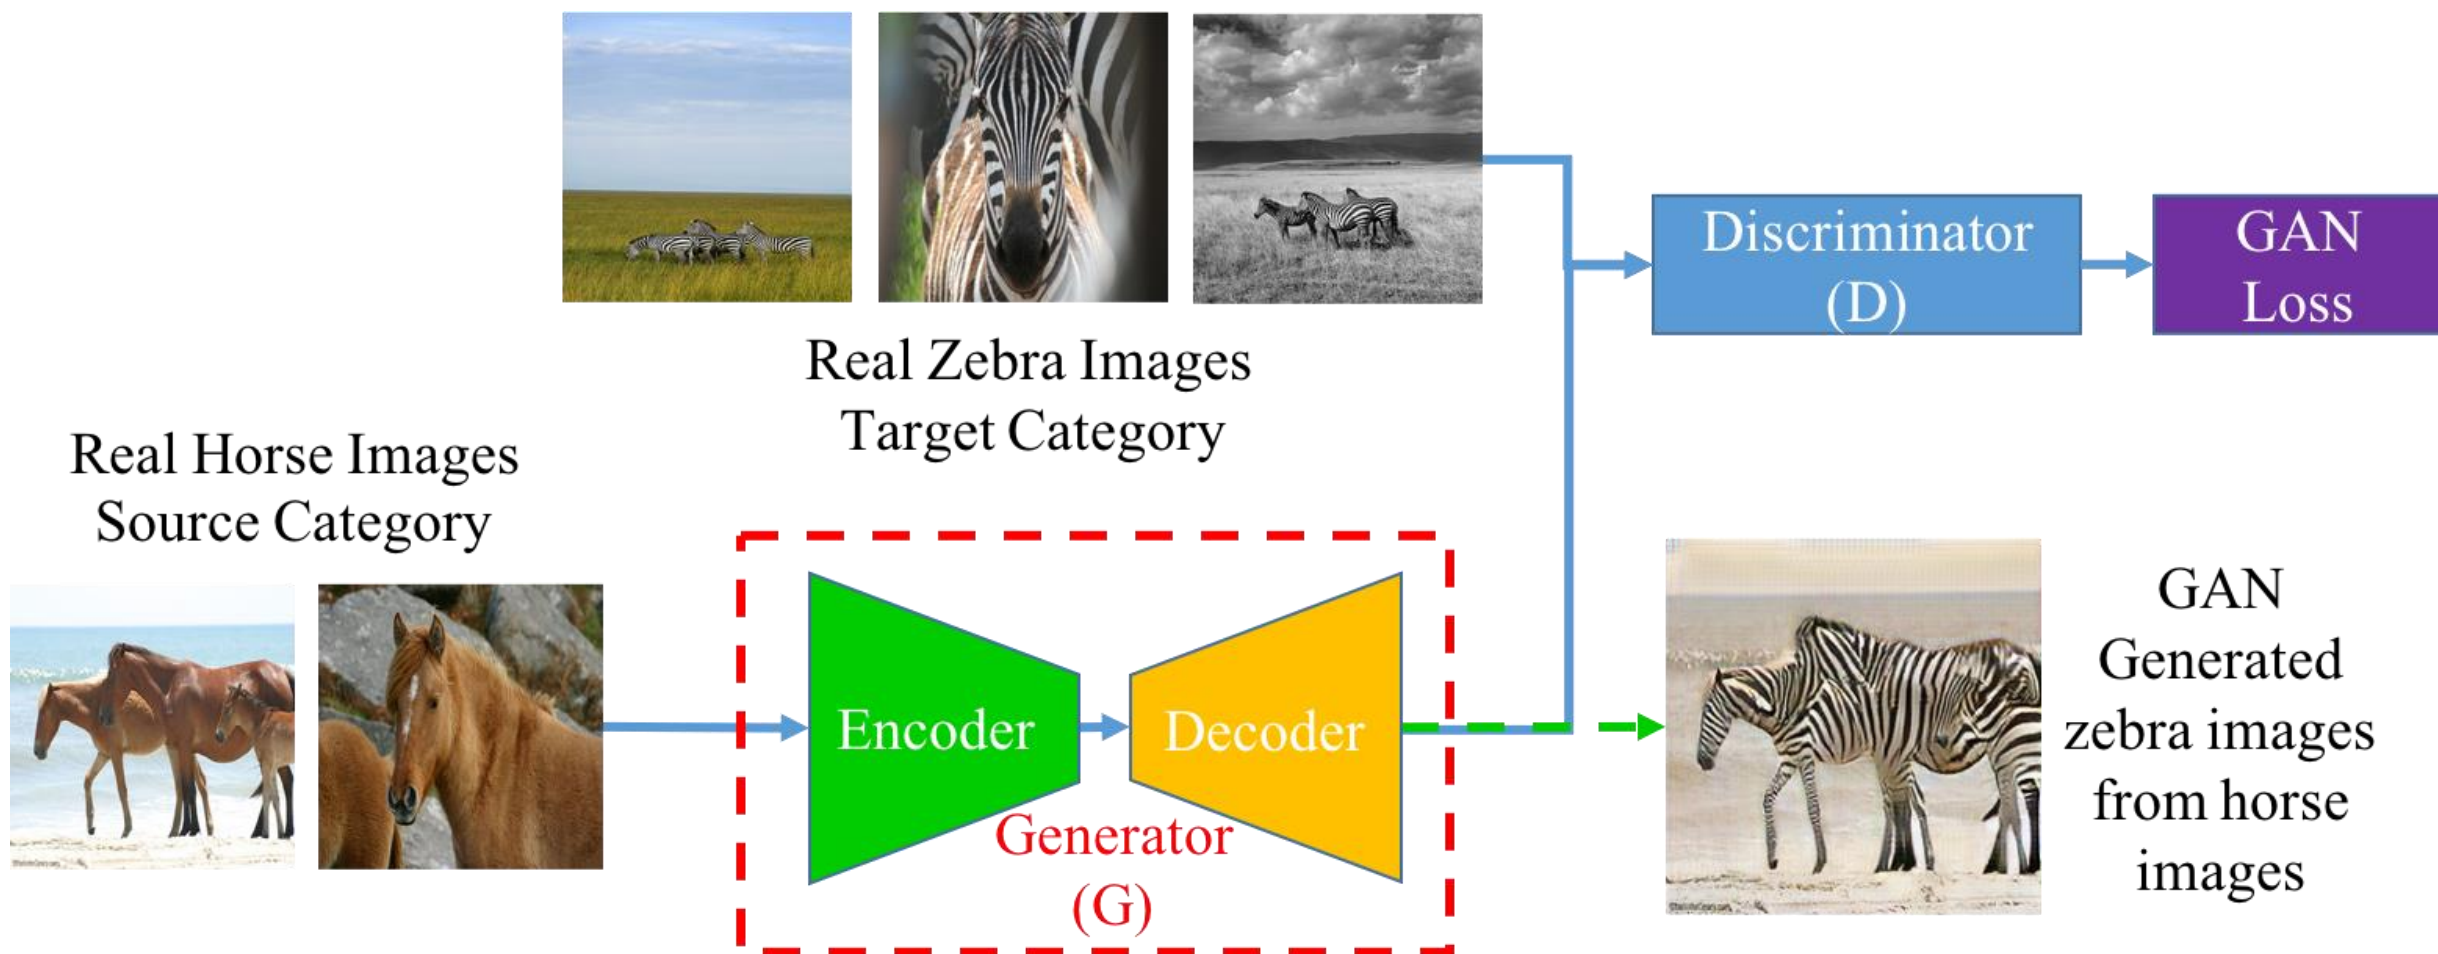 Real Zebra Images
Target Category
Discriminator
(D)
GAN
Loss
Real Horse Images
Source Category
Encoder
Decoder
Generator
(G)
GAN
Generated
zebra images
from horse
images